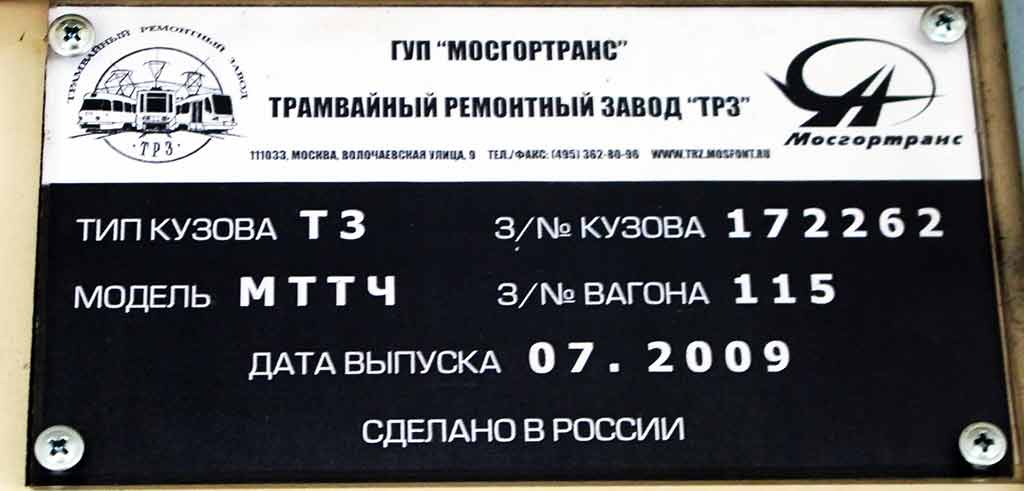 ТРАМВАЙНЫЙ РЕМОНТНЫЙ ЗАВОД
·ТРЗ·
ГУП "МОСГОРТРАНС"
ТРАМВАЙНЫЙ РЕМОНТНЫЙ ЗАВОД "ТРЗ"
111033, МОСКВА, ВОЛОЧАЕВСКАЯ УЛИЦА, 9 ТЕЛ./ФАКС: (495) 362-80-96 WWW.TRZ.MOSFONT.RU
Мосгортранс
ТИП КУЗОВА Т3 З/№ КУЗОВА 172262
МОДЕЛЬ МТТЧ З/№ ВАГОНА 115
ДАТА ВЫПУСКА 07.2009
СДЕЛАНО В РОССИИ